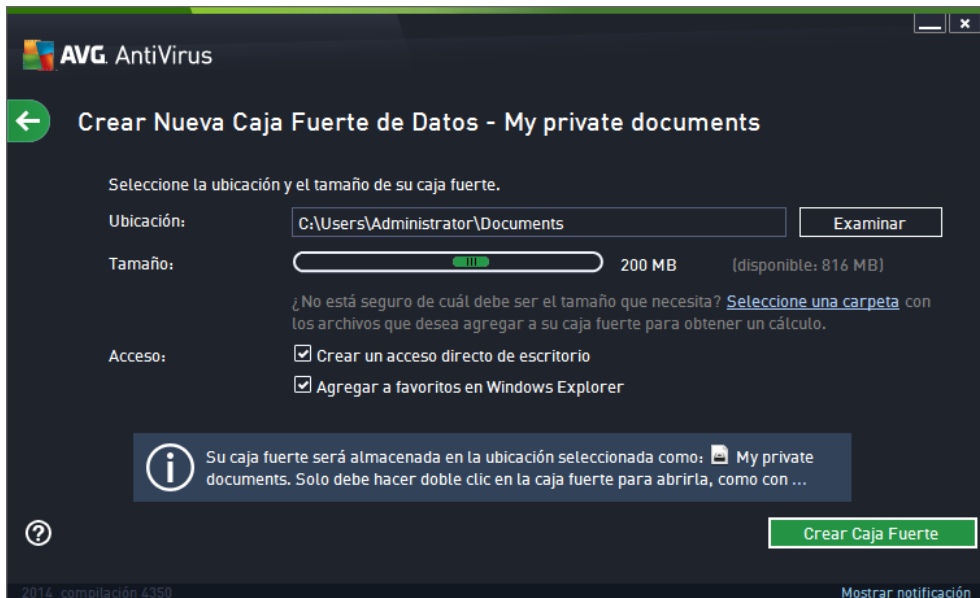 AVG AntiVirus
Crear Nueva Caja Fuerte de Datos - My private documents
Seleccione la ubicación y el tamaño de su caja fuerte.
Ubicación: C:\Users\Administrator\Documents Examinar
Tamaño: 200 MB (disponible: 816 MB)
¿No está seguro de cuál debe ser el tamaño que necesita? Seleccione una carpeta con
los archivos que desea agregar a su caja fuerte para obtener un cálculo.
Acceso: Crear un acceso directo de escritorio
Agregar a favoritos en Windows Explorer
Su caja fuerte será almacenada en la ubicación seleccionada como: My private
documents. Solo debe hacer doble clic en la caja fuerte para abrirla, como con ...
Crear Caja Fuerte
2014 compilación 4350 Mostrar notificación